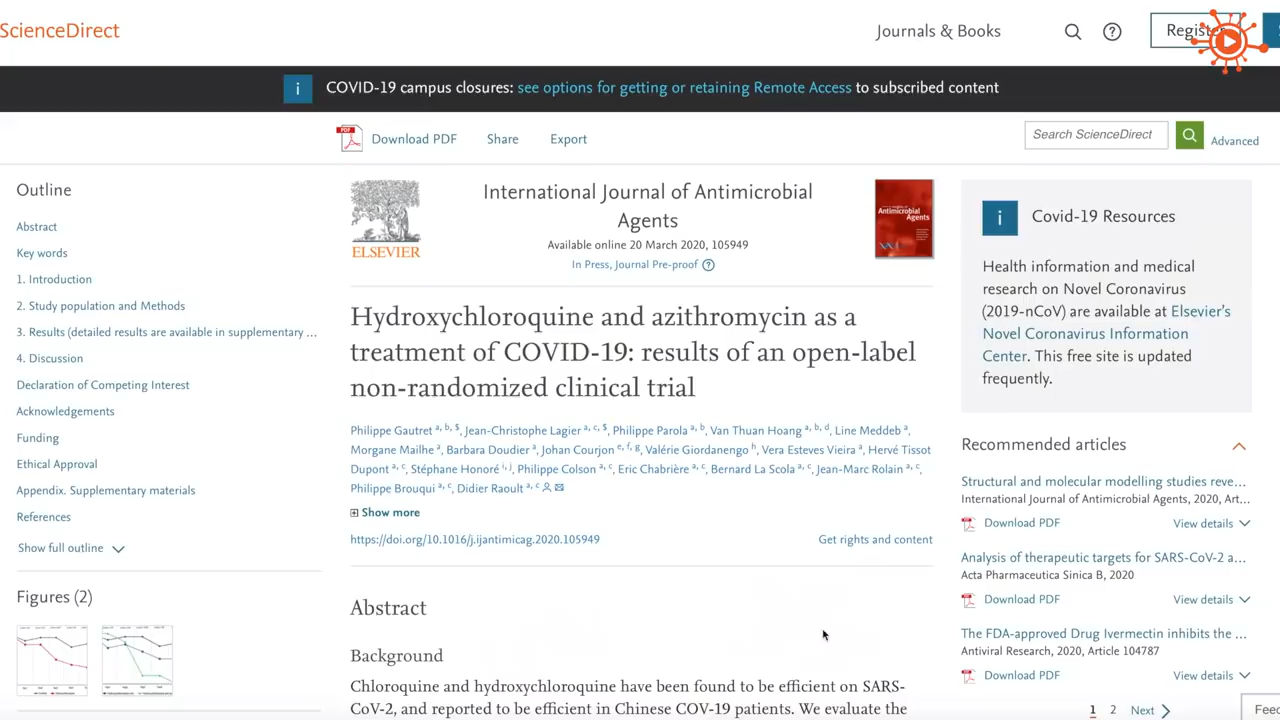 ScienceDirect
Journals & Books
Register
COVID-19 campus closures: see options for getting or retaining Remote Access to subscribed content
Download PDF
Share
Export
Search ScienceDirect
Advanced
Outline
Abstract
Key words
1. Introduction
2. Study population and Methods
3. Results (detailed results are available in supplementary ...
4. Discussion
Declaration of Competing Interest
Acknowledgements
Funding
Ethical Approval
Appendix. Supplementary materials
References
Show full outline
Figures (2)
ELSEVIER
International Journal of Antimicrobial
Agents
Available online 20 March 2020, 105949
In Press, Journal Pre-proof
Antimicrobial
Agents
Hydroxychloroquine and azithromycin as a
treatment of COVID-19: results of an open-label
non-randomized clinical trial
Philippe Gautret a, b, $, Jean-Christophe Lagier a, c, $, Philippe Parola a, b, Van Thuan Hoang a, b, d, Line Meddeb a,
Morgane Mailhe a, Barbara Doudier a, Johan Courjon e, f, g, Valérie Giordanengo h, Vera Esteves Vieira a, Hervé Tissot
Dupont a, c, Stéphane Honoré i, j, Philippe Colson a, c, Eric Chabrière a, c, Bernard La Scola a, c, Jean-Marc Rolain a, c,
Philippe Brouqui a, c, Didier Raoult a, c
Show more
https://doi.org/10.1016/j.ijantimicag.2020.105949
Get rights and content
Abstract
Background
Chloroquine and hydroxychloroquine have been found to be efficient on SARS-
CoV-2, and reported to be efficient in Chinese COV-19 patients. We evaluate the
Covid-19 Resources
Health information and medical
research on Novel Coronavirus
(2019-nCoV) are available at Elsevier's
Novel Coronavirus Information
Center. This free site is updated
frequently.
Recommended articles
Structural and molecular modelling studies reve...
International Journal of Antimicrobial Agents, 2020, Art...
Download PDF
View details
Analysis of therapeutic targets for SARS-CoV-2 a...
Acta Pharmaceutica Sinica B, 2020
Download PDF
View details
The FDA-approved Drug Ivermectin inhibits the ...
Antiviral Research, 2020, Article 104787
Download PDF
View details
1 2 Next
Feed